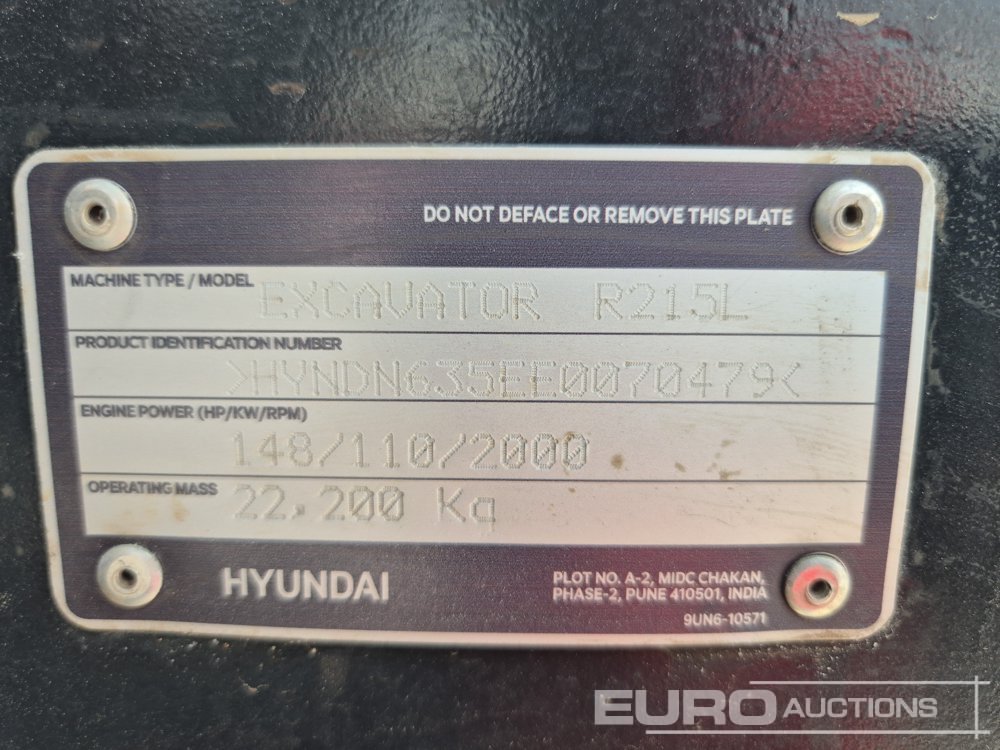 DO NOT DEFACE OR REMOVE THIS PLATE
MACHINE TYPE / MODEL EXCAVATOR R215L
PRODUCT IDENTIFICATION NUMBER
>HYNDN635EE0070479<
ENGINE POWER (HP/KW/RPM)
148/110/2000
OPERATING MASS 22,200 Kg
HYUNDAI
PLOT NO. A-2, MIDC CHAKAN,
PHASE-2, PUNE 410501, INDIA
9UN6-10571
EURO AUCTIONS